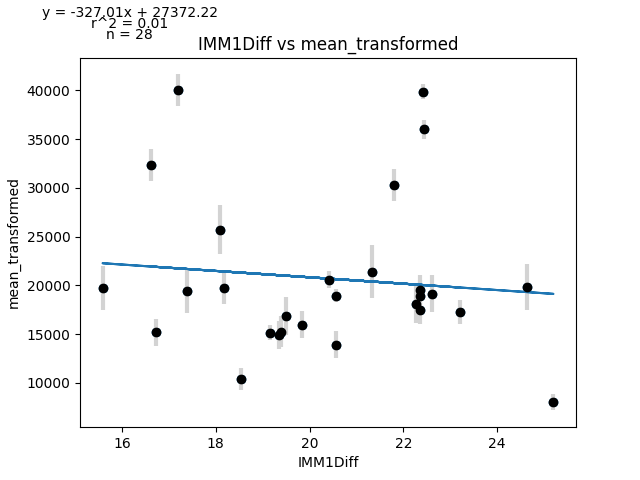 y = -327.01x + 27372.22
r^2 = 0.01
n = 28
IMM1Diff vs mean_transformed
mean_transformed
40000
35000
30000
25000
20000
15000
10000
16 18 20 22 24
IMM1Diff